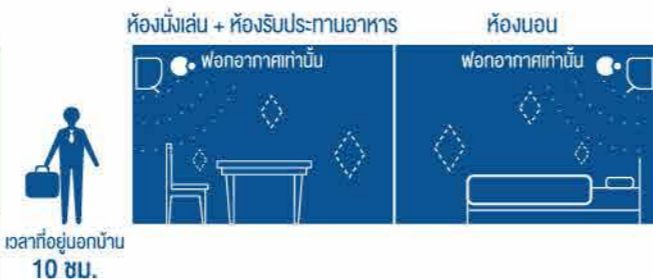 ห้องนั่งเล่น + ห้องรับประทานอาหาร
ห้องนอน
ฟอกอากาศเท่านั้น
ฟอกอากาศเท่านั้น
เวลาที่อยู่นอกบ้าน
10 ชม.